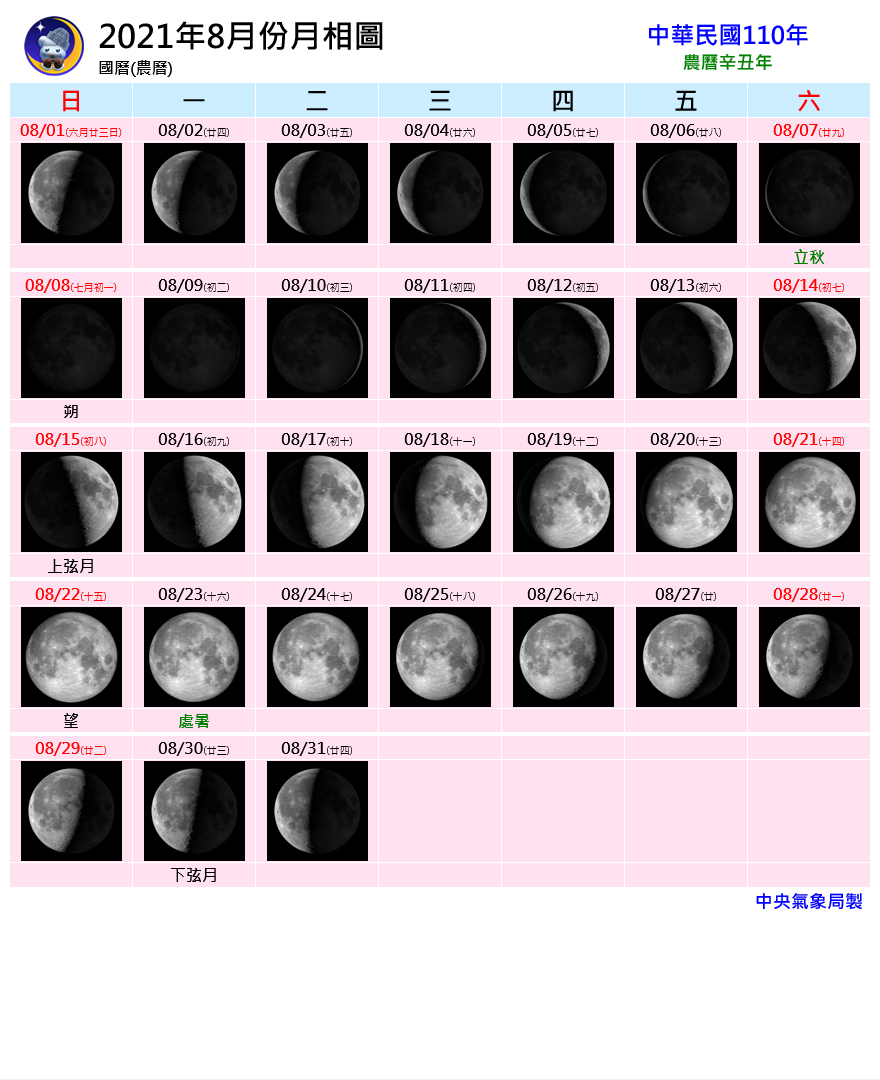 2021年8月份月相圖
國曆(農曆)
中華民國110年
農曆辛丑年
日 一 二 三 四 五 六
08/01(六月廿三日) 08/02(廿四) 08/03(廿五) 08/04(廿六) 08/05(廿七) 08/06(廿八) 08/07(廿九)
立秋
08/08(七月初一) 08/09(初二) 08/10(初三) 08/11(初四) 08/12(初五) 08/13(初六) 08/14(初七)
朔
08/15(初八) 08/16(初九) 08/17(初十) 08/18(十一) 08/19(十二) 08/20(十三) 08/21(十四)
上弦月
08/22(十五) 08/23(十六) 08/24(十七) 08/25(十八) 08/26(十九) 08/27(廿) 08/28(廿一)
望 處暑
08/29(廿二) 08/30(廿三) 08/31(廿四)
下弦月
中央氣象局製